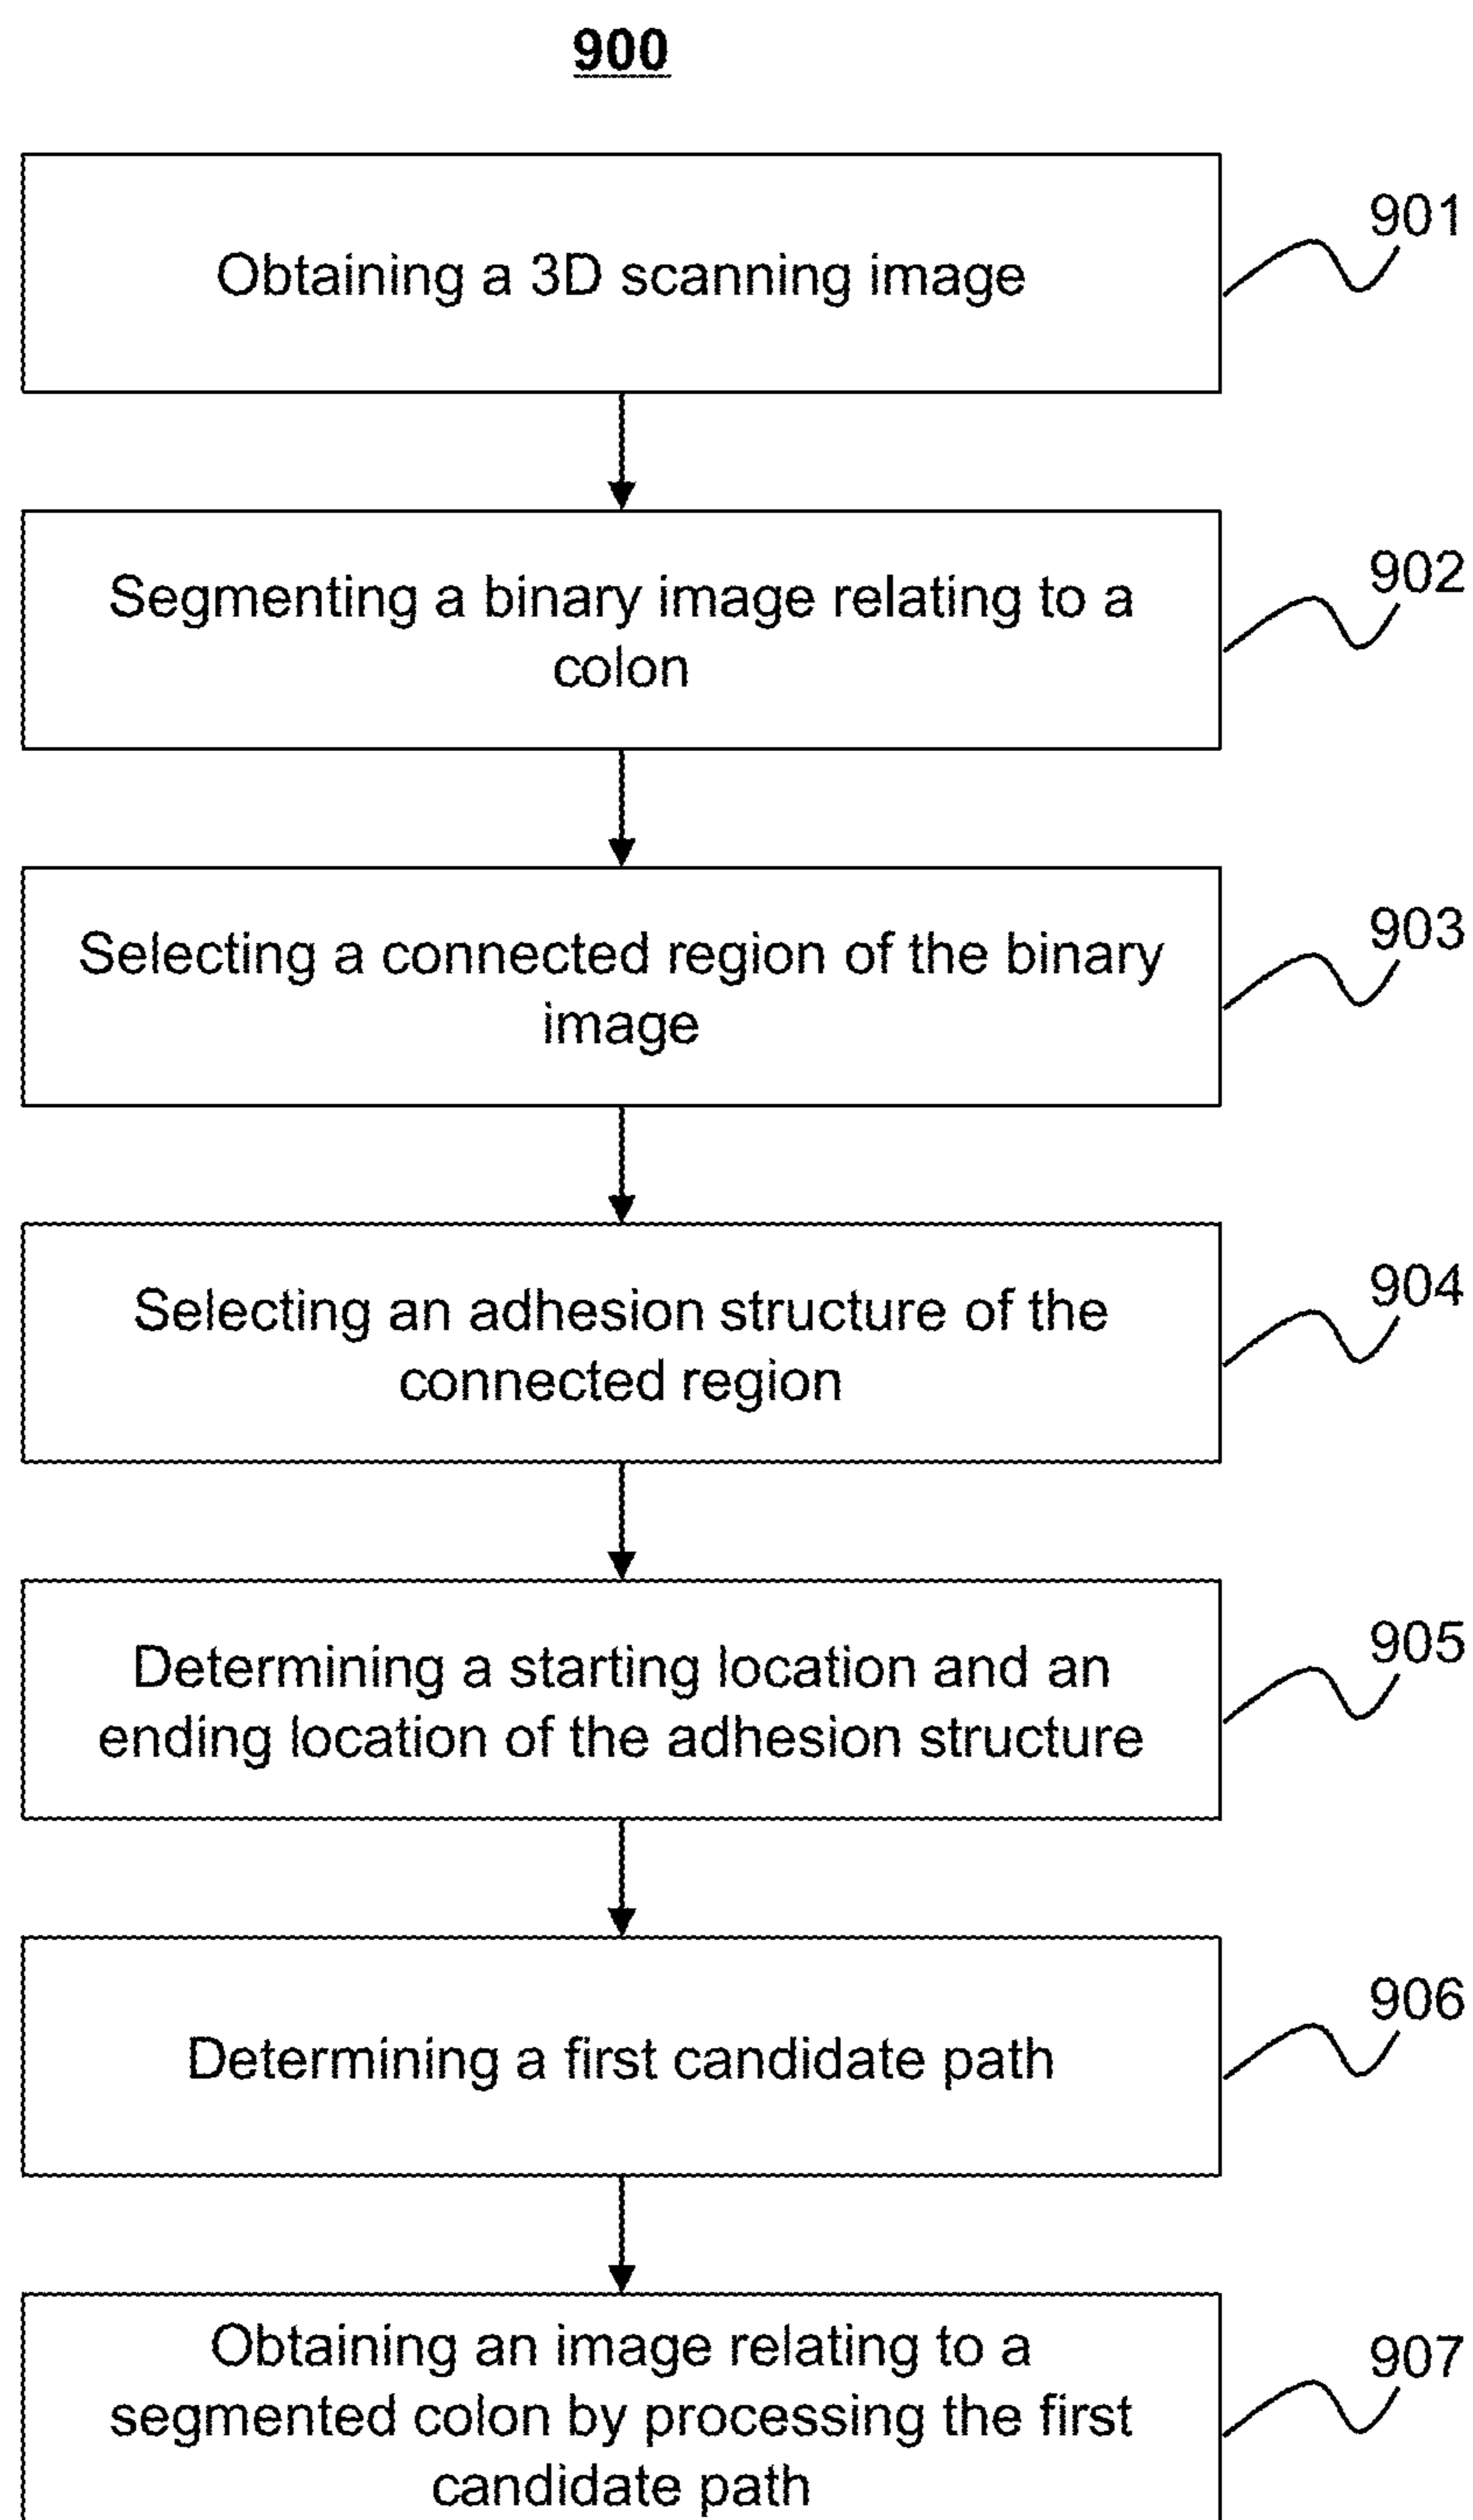 900
Obtaining a 3D scanning image
901
Segmenting a binary image relating to a
colon
902
Selecting a connected region of the binary
image
903
Selecting an adhesion structure of the
connected region
904
Determining a starting location and an
ending location of the adhesion structure
905
Determining a first candidate path
906
Obtaining an image relating to a
segmented colon by processing the first
candidate path
907